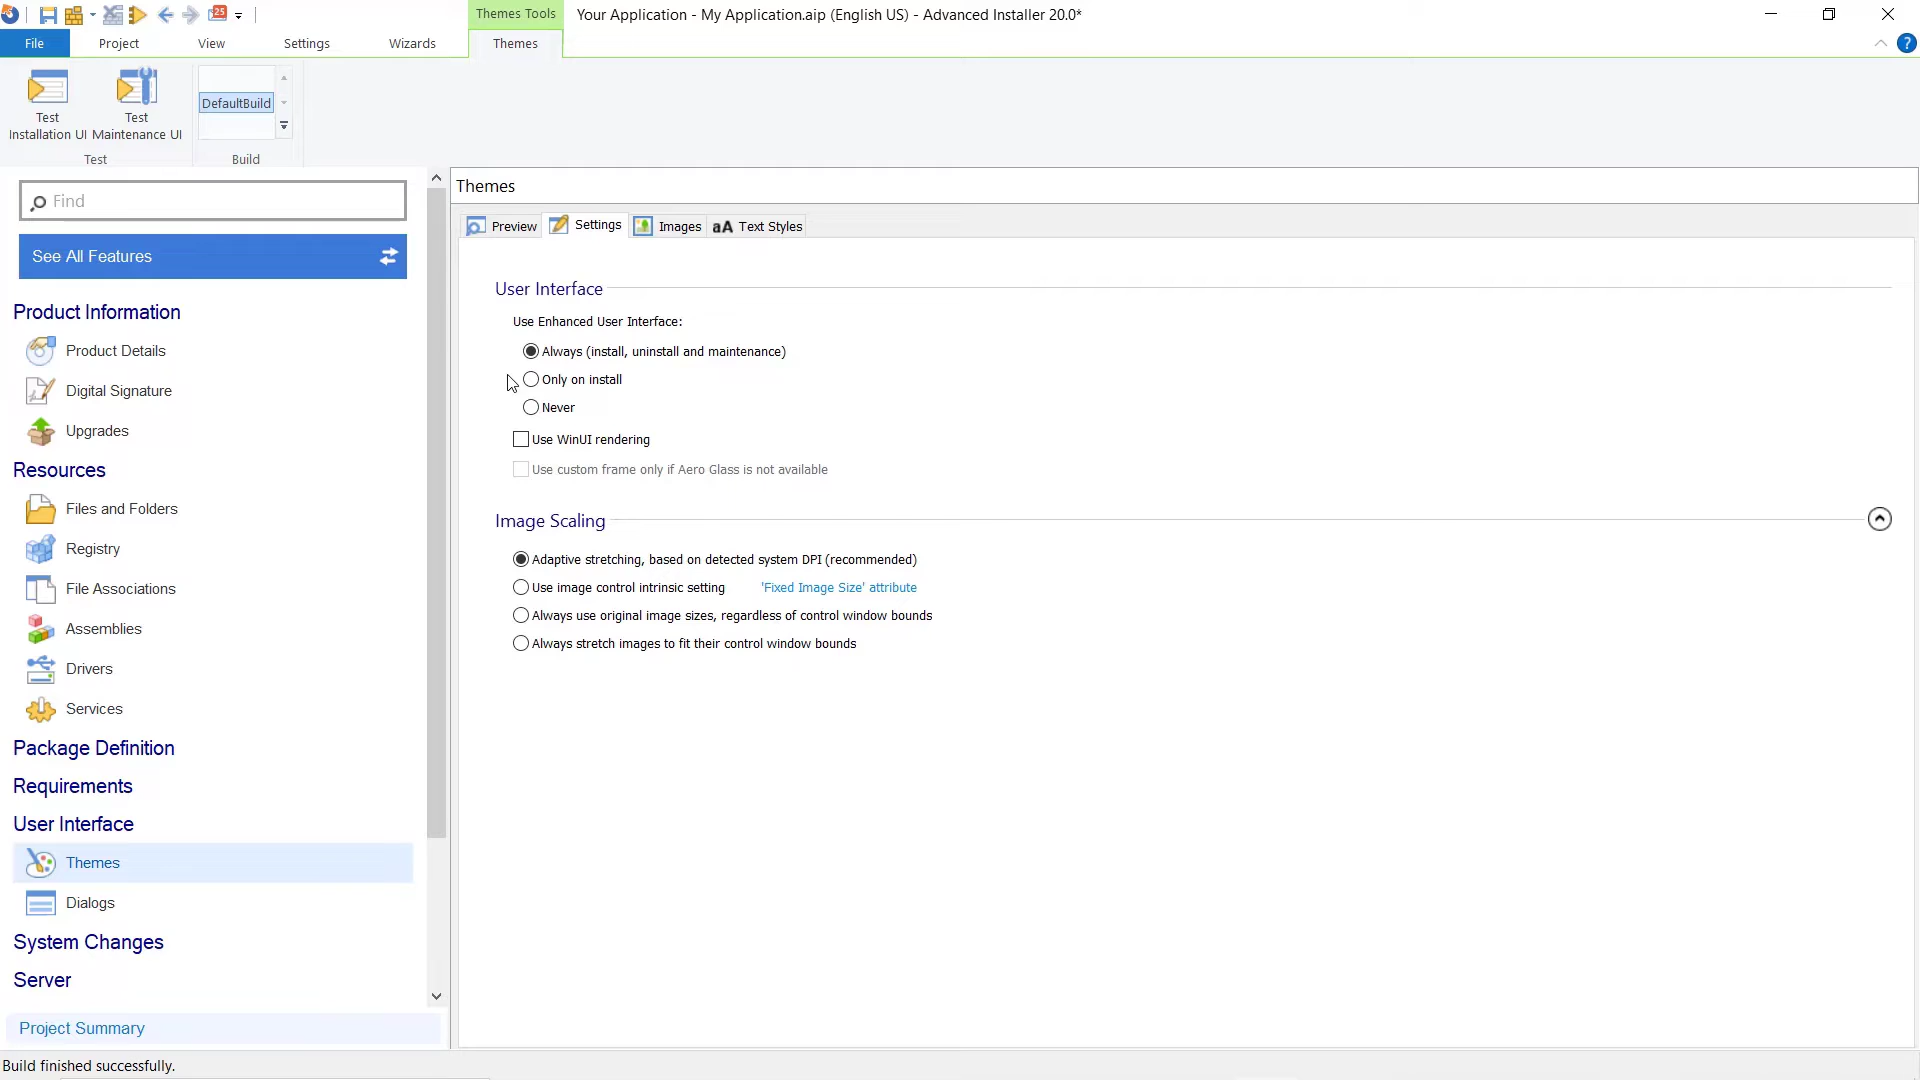 25
Themes Tools
Your Application - My Application.aip (English US) - Advanced Installer 20.0*
File
Project
View
Settings
Wizards
Themes
?
Test
Installation UI
Test
Maintenance UI
DefaultBuild
Test
Build
Find
See All Features
Product Information
Product Details
Digital Signature
Upgrades
Resources
Files and Folders
Registry
File Associations
Assemblies
Drivers
Services
Package Definition
Requirements
User Interface
Themes
Dialogs
System Changes
Server
Project Summary
Themes
Preview
Settings
Images
aA Text Styles
User Interface
Use Enhanced User Interface:
Always (install, uninstall and maintenance)
Only on install
Never
Use WinUI rendering
Use custom frame only if Aero Glass is not available
Image Scaling
Adaptive stretching, based on detected system DPI (recommended)
Use image control intrinsic setting 'Fixed Image Size' attribute
Always use original image sizes, regardless of control window bounds
Always stretch images to fit their control window bounds
Build finished successfully.